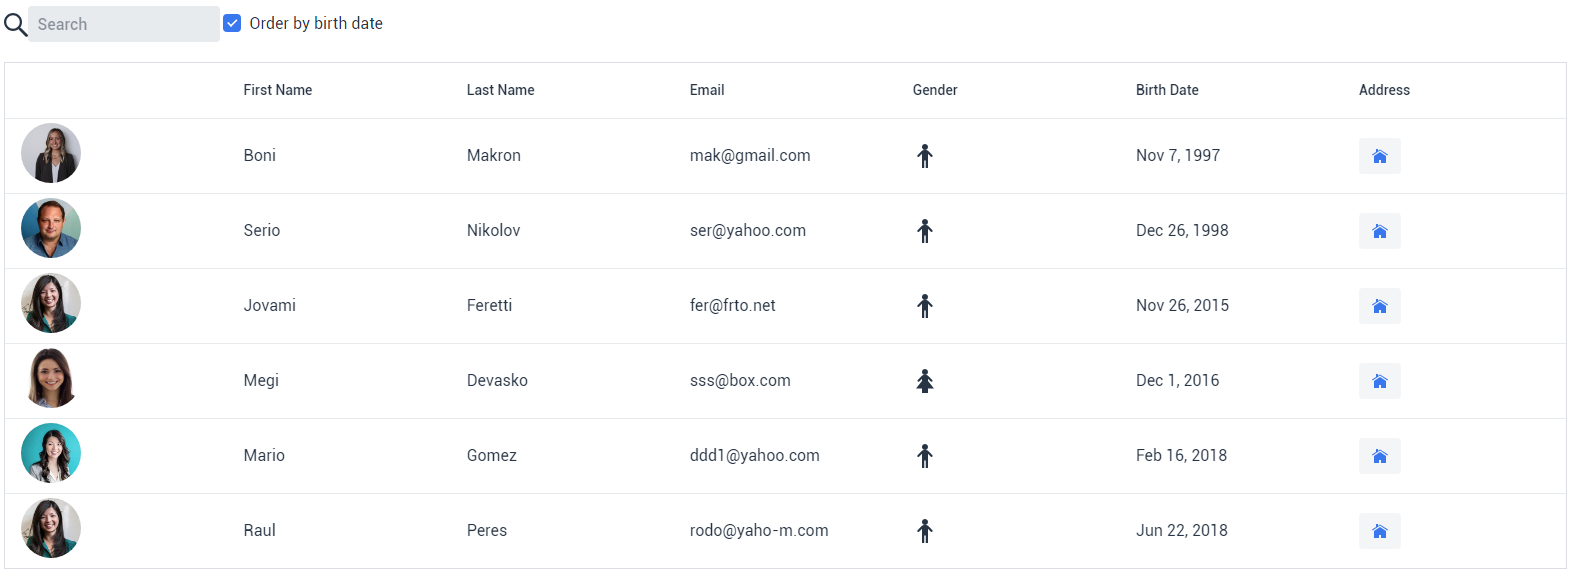 Search Order by birth date
First Name Last Name Email Gender Birth Date Address
Boni Makron mak@gmail.com Nov 7, 1997
Serio Nikolov ser@yahoo.com Dec 26, 1998
Jovami Feretti fer@frto.net Nov 26, 2015
Megi Devasko sss@box.com Dec 1, 2016
Mario Gomez ddd1@yahoo.com Feb 16, 2018
Raul Peres rodo@yaho-m.com Jun 22, 2018